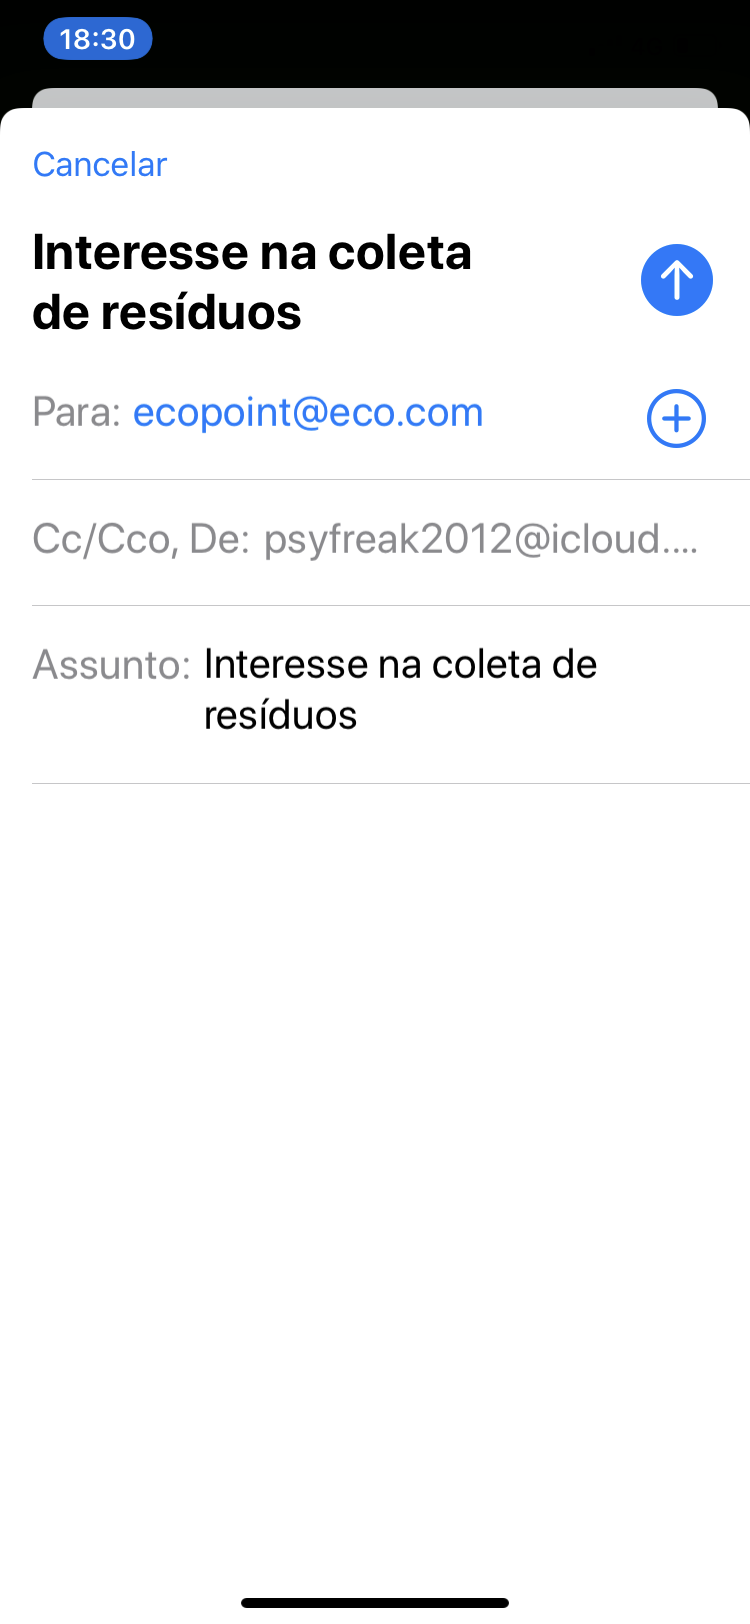 18:30
Cancelar
Interesse na coleta
de resíduos
Para: ecopoint@eco.com
Cc/Cco, De: psyfreak2012@icloud....
Assunto: Interesse na coleta de
resíduos